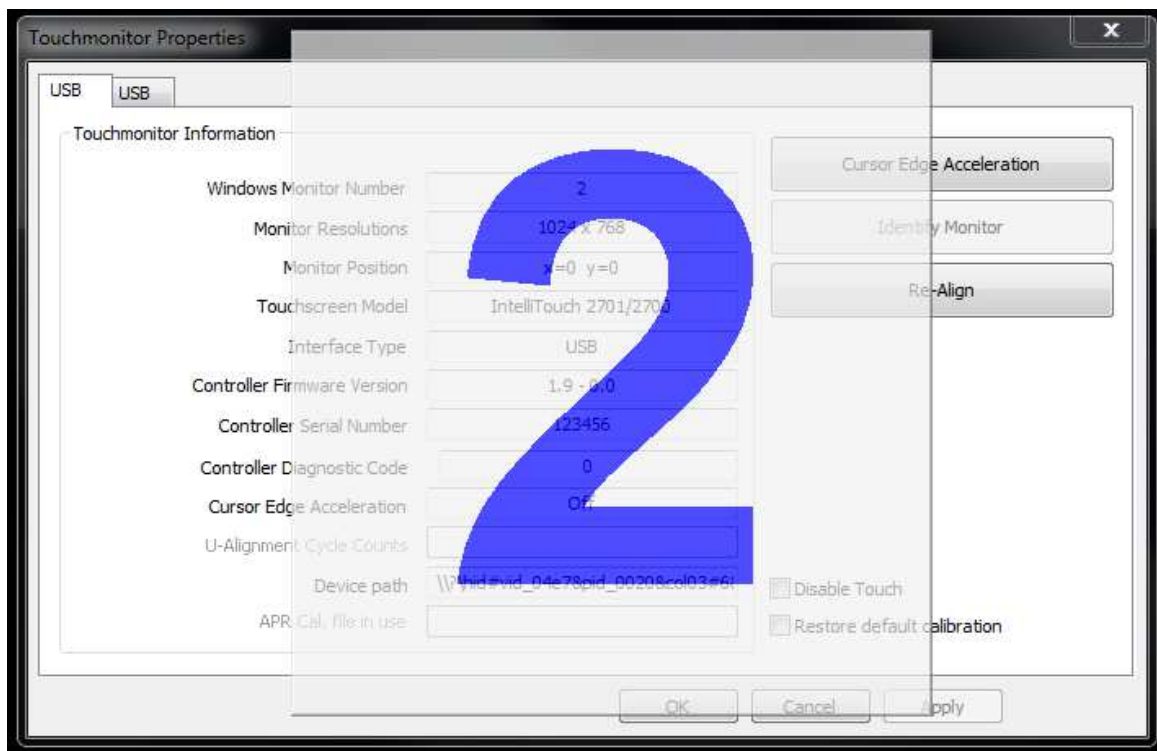 Touchmonitor Properties
x
USB
USB
Touchmonitor Information
Windows Monitor Number
2
Monitor Resolutions
1024 x 768
Monitor Position
x=0 y=0
Touchscreen Model
IntelliTouch 2701/2700
Interface Type
USB
Controller Firmware Version
1.9 - 0.0
Controller Serial Number
123456
Controller Diagnostic Code
0
Cursor Edge Acceleration
Off
U-Alignment Cycle Counts
Device path
APR Cal. file in use
Cursor Edge Acceleration
Identify Monitor
Re-Align
Disable Touch
Restore default calibration
OK
Cancel
Apply
2